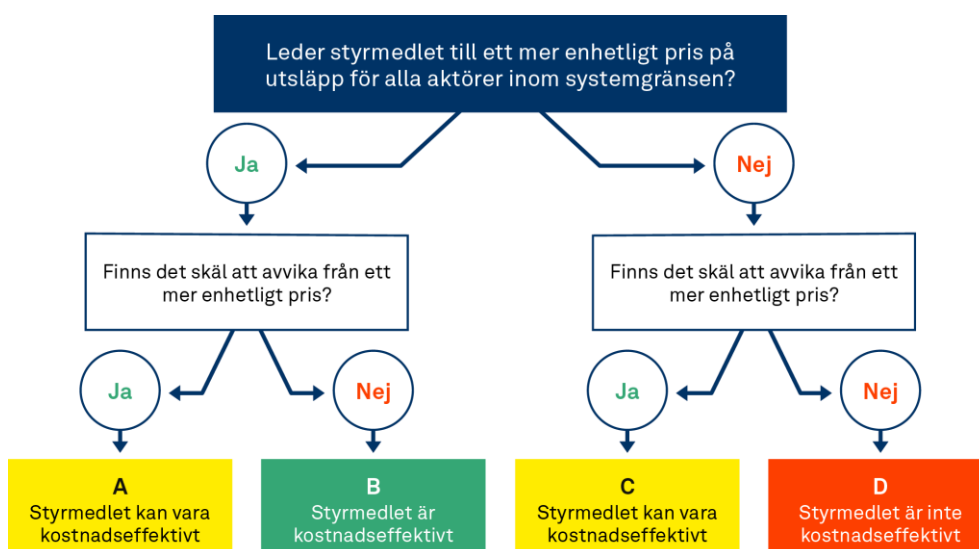 Leder styrmedlet till ett mer enhetligt pris på
utsläpp för alla aktörer inom systemgränsen?
Ja
Nej
Finns det skäl att avvika från ett
mer enhetligt pris?
Finns det skäl att avvika från ett
mer enhetligt pris?
Ja
Nej
Ja
Nej
A
Styrmedlet kan vara
kostnadseffektivt
B
Styrmedlet är
kostnadseffektivt
C
Styrmedlet kan vara
kostnadseffektivt
D
Styrmedlet är inte
kostnadseffektivt